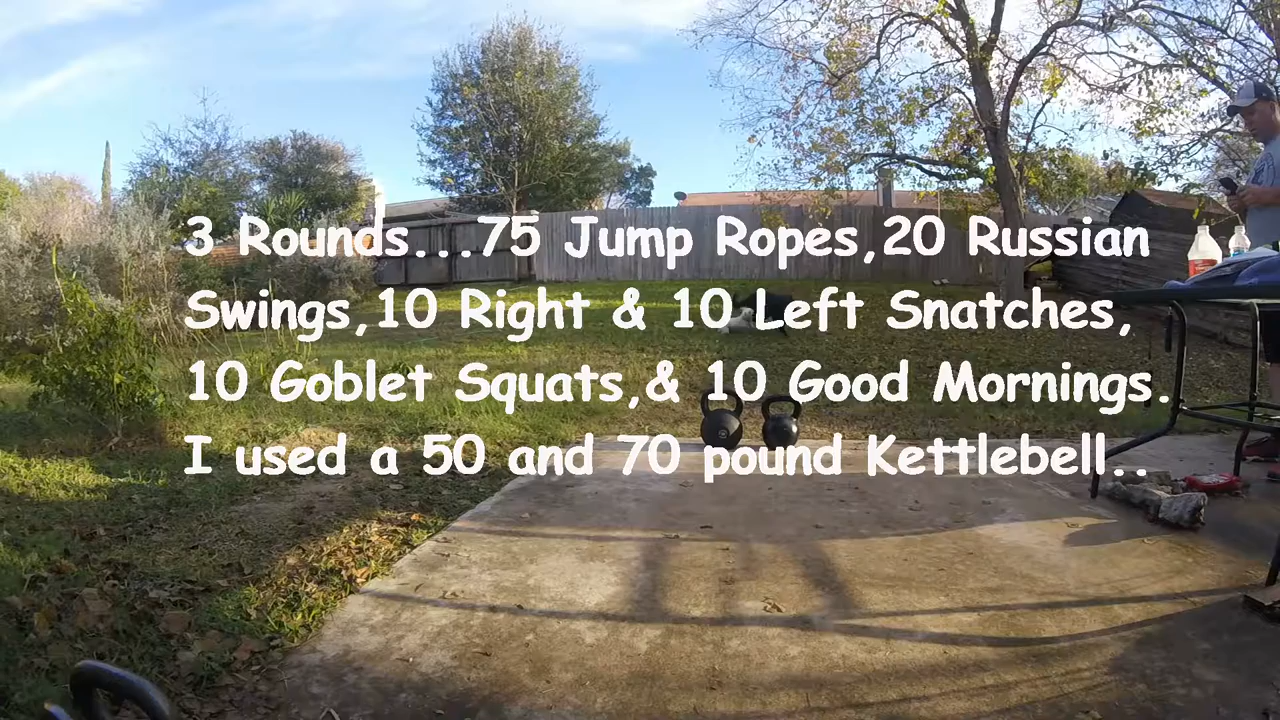 3 Rounds...75 Jump Ropes,20 Russian
Swings,10 Right & 10 Left Snatches,
10 Goblet Squats,& 10 Good Mornings.
I used a 50 and 70 pound Kettlebell..